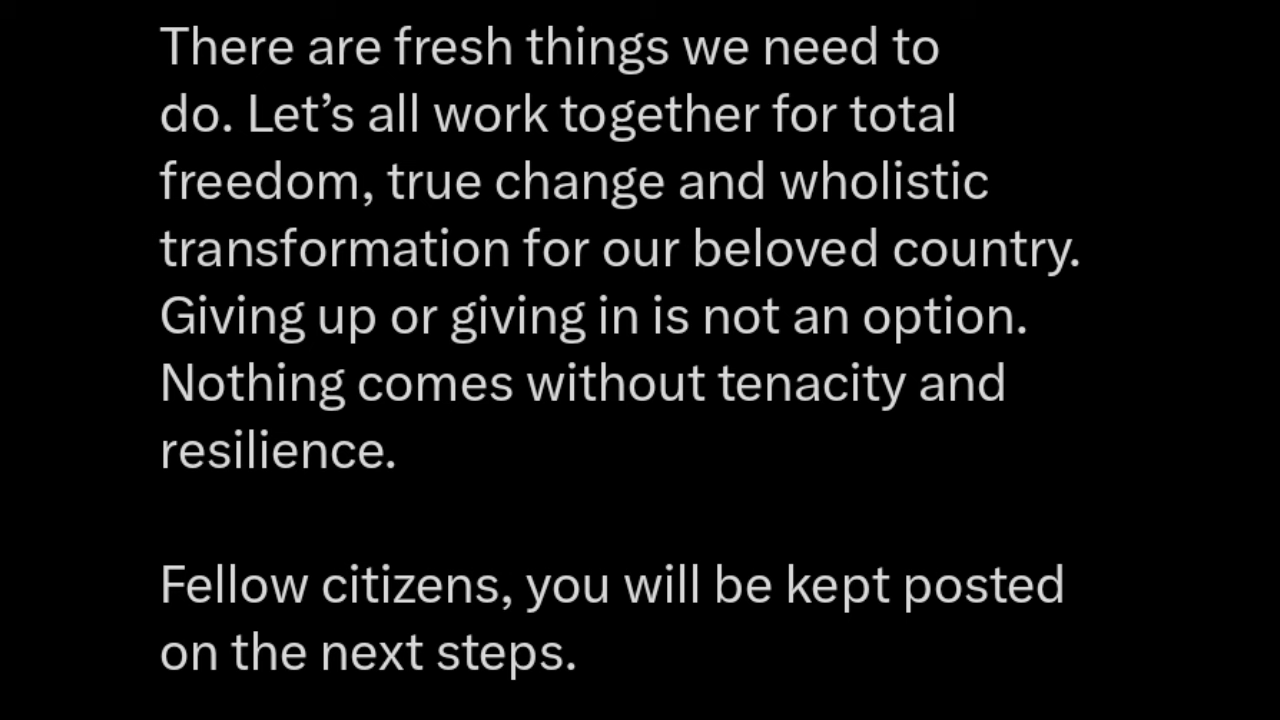 There are fresh things we need to
do. Let’s all work together for total
freedom, true change and wholistic
transformation for our beloved country.
Giving up or giving in is not an option.
Nothing comes without tenacity and
resilience.
Fellow citizens, you will be kept posted
on the next steps.